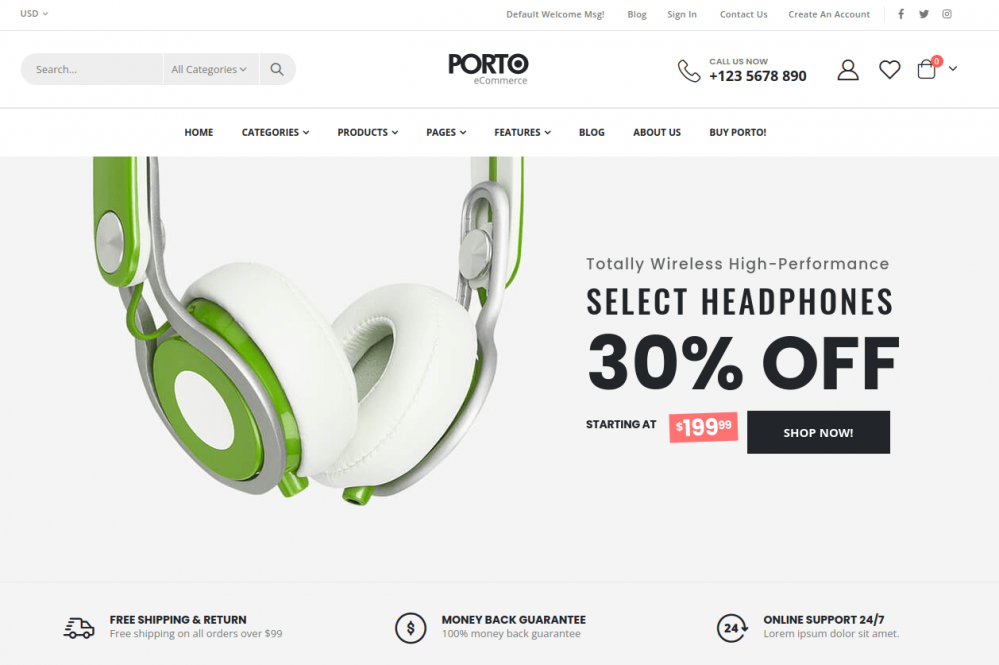 USD
Default Welcome Msg! Blog Sign In Contact Us Create An Account
Search... All Categories
PORTO
eCommerce
CALL US NOW
+123 5678 890
0
HOME CATEGORIES PRODUCTS PAGES FEATURES BLOG ABOUT US BUY PORTO!
Totally Wireless High-Performance
SELECT HEADPHONES
30% OFF
STARTING AT $19999 SHOP NOW!
FREE SHIPPING & RETURN
Free shipping on all orders over $99
$
MONEY BACK GUARANTEE
100% money back guarantee
24
ONLINE SUPPORT 24/7
Lorem ipsum dolor sit amet.